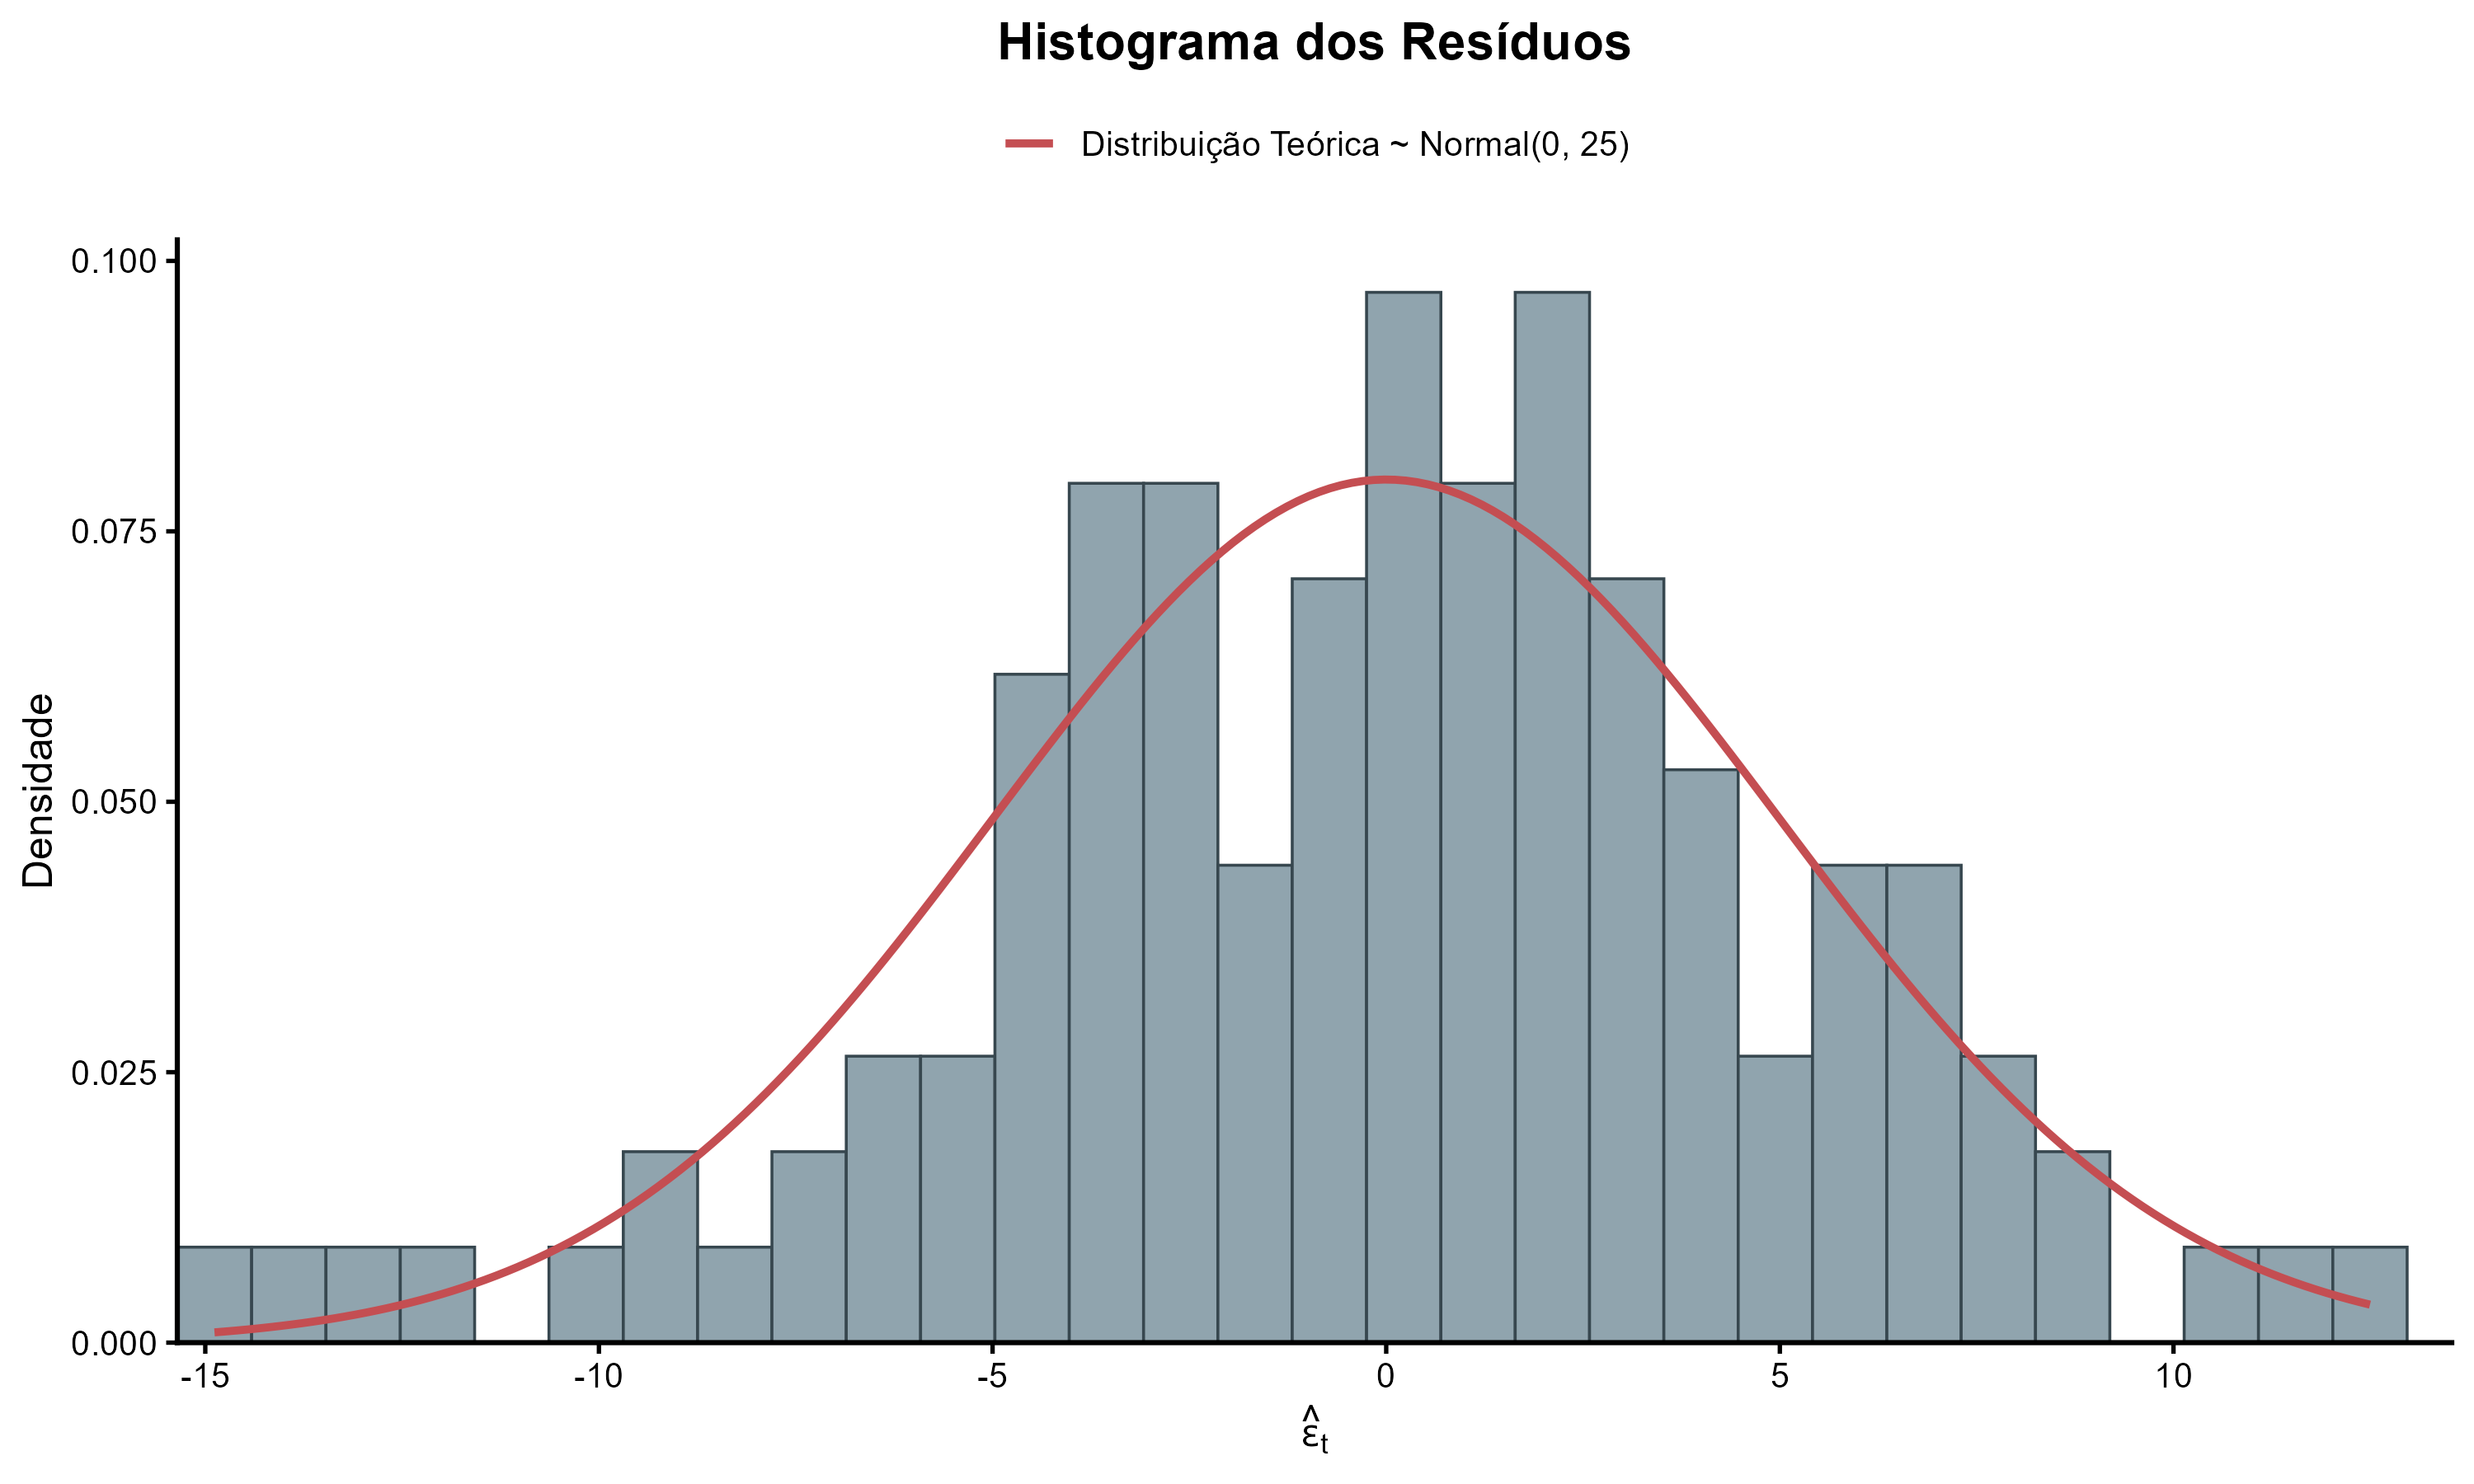 Histograma dos Resíduos
Distribuição Teórica ~ Normal(0, 25)
Densidade
0.100
0.075
0.050
0.025
0.000
-15 -10 -5 0 5 10
ε̂t